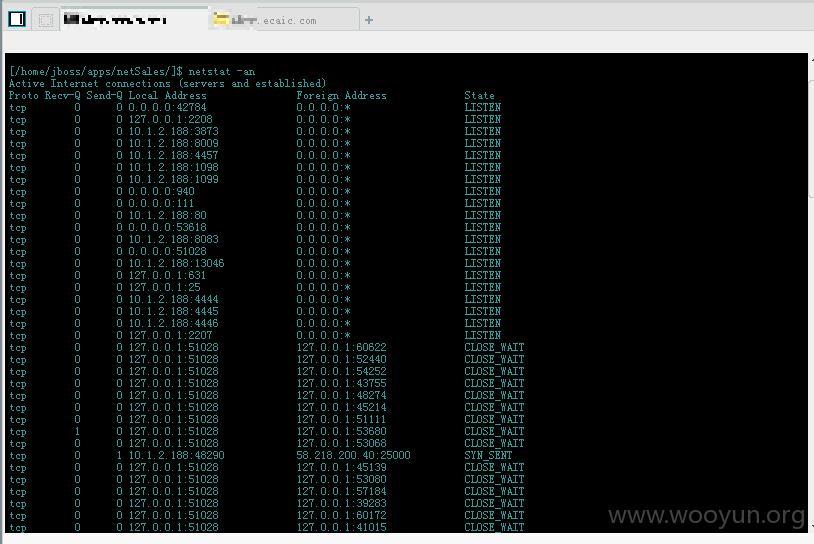 .ecaic.com
[/home/jboss/apps/netSales/]$ netstat -an
Active Internet connections (servers and established)
Proto Recv-Q Send-Q Local Address Foreign Address State
tcp 0 0 0.0.0.0:42784 0.0.0.0:* LISTEN
tcp 0 0 127.0.0.1:2208 0.0.0.0:* LISTEN
tcp 0 0 10.1.2.188:3873 0.0.0.0:* LISTEN
tcp 0 0 10.1.2.188:8009 0.0.0.0:* LISTEN
tcp 0 0 10.1.2.188:4457 0.0.0.0:* LISTEN
tcp 0 0 10.1.2.188:1098 0.0.0.0:* LISTEN
tcp 0 0 10.1.2.188:1099 0.0.0.0:* LISTEN
tcp 0 0 0.0.0.0:940 0.0.0.0:* LISTEN
tcp 0 0 0.0.0.0:111 0.0.0.0:* LISTEN
tcp 0 0 10.1.2.188:80 0.0.0.0:* LISTEN
tcp 0 0 0.0.0.0:53618 0.0.0.0:* LISTEN
tcp 0 0 10.1.2.188:8083 0.0.0.0:* LISTEN
tcp 0 0 0.0.0.0:51028 0.0.0.0:* LISTEN
tcp 0 0 10.1.2.188:13046 0.0.0.0:* LISTEN
tcp 0 0 127.0.0.1:631 0.0.0.0:* LISTEN
tcp 0 0 127.0.0.1:25 0.0.0.0:* LISTEN
tcp 0 0 10.1.2.188:4444 0.0.0.0:* LISTEN
tcp 0 0 10.1.2.188:4445 0.0.0.0:* LISTEN
tcp 0 0 10.1.2.188:4446 0.0.0.0:* LISTEN
tcp 0 0 127.0.0.1:2207 0.0.0.0:* LISTEN
tcp 0 0 127.0.0.1:51028 127.0.0.1:60622 CLOSE_WAIT
tcp 0 0 127.0.0.1:51028 127.0.0.1:52440 CLOSE_WAIT
tcp 0 0 127.0.0.1:51028 127.0.0.1:54252 CLOSE_WAIT
tcp 0 0 127.0.0.1:51028 127.0.0.1:43755 CLOSE_WAIT
tcp 0 0 127.0.0.1:51028 127.0.0.1:48274 CLOSE_WAIT
tcp 0 0 127.0.0.1:51028 127.0.0.1:45214 CLOSE_WAIT
tcp 0 0 127.0.0.1:51028 127.0.0.1:51111 CLOSE_WAIT
tcp 1 0 127.0.0.1:51028 127.0.0.1:53680 CLOSE_WAIT
tcp 0 0 127.0.0.1:51028 127.0.0.1:53068 CLOSE_WAIT
tcp 0 1 10.1.2.188:48290 58.218.200.40:25000 SYN_SENT
tcp 0 0 127.0.0.1:51028 127.0.0.1:45139 CLOSE_WAIT
tcp 0 0 127.0.0.1:51028 127.0.0.1:53080 CLOSE_WAIT
tcp 0 0 127.0.0.1:51028 127.0.0.1:57184 CLOSE_WAIT
tcp 0 0 127.0.0.1:51028 127.0.0.1:39283 CLOSE_WAIT
tcp 0 0 127.0.0.1:51028 127.0.0.1:60172 CLOSE_WAIT
tcp 0 0 127.0.0.1:51028 127.0.0.1:41015 CLOSE_WAIT
www.wooyun.org